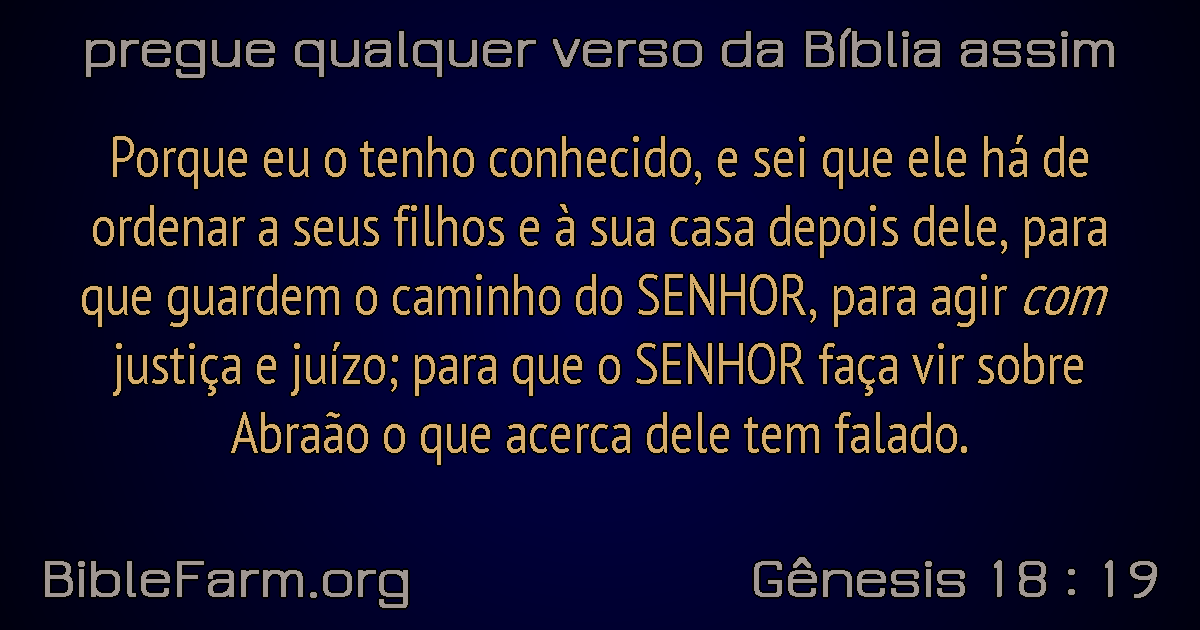 pregue qualquer verso da Bíblia assim
Porque eu o tenho conhecido, e sei que ele há de
ordenar a seus filhos e à sua casa depois dele, para
que guardem o caminho do SENHOR, para agir com
justiça e juízo; para que o SENHOR faça vir sobre
Abraão o que acerca dele tem falado.
BibleFarm.org
Gênesis 18 : 19